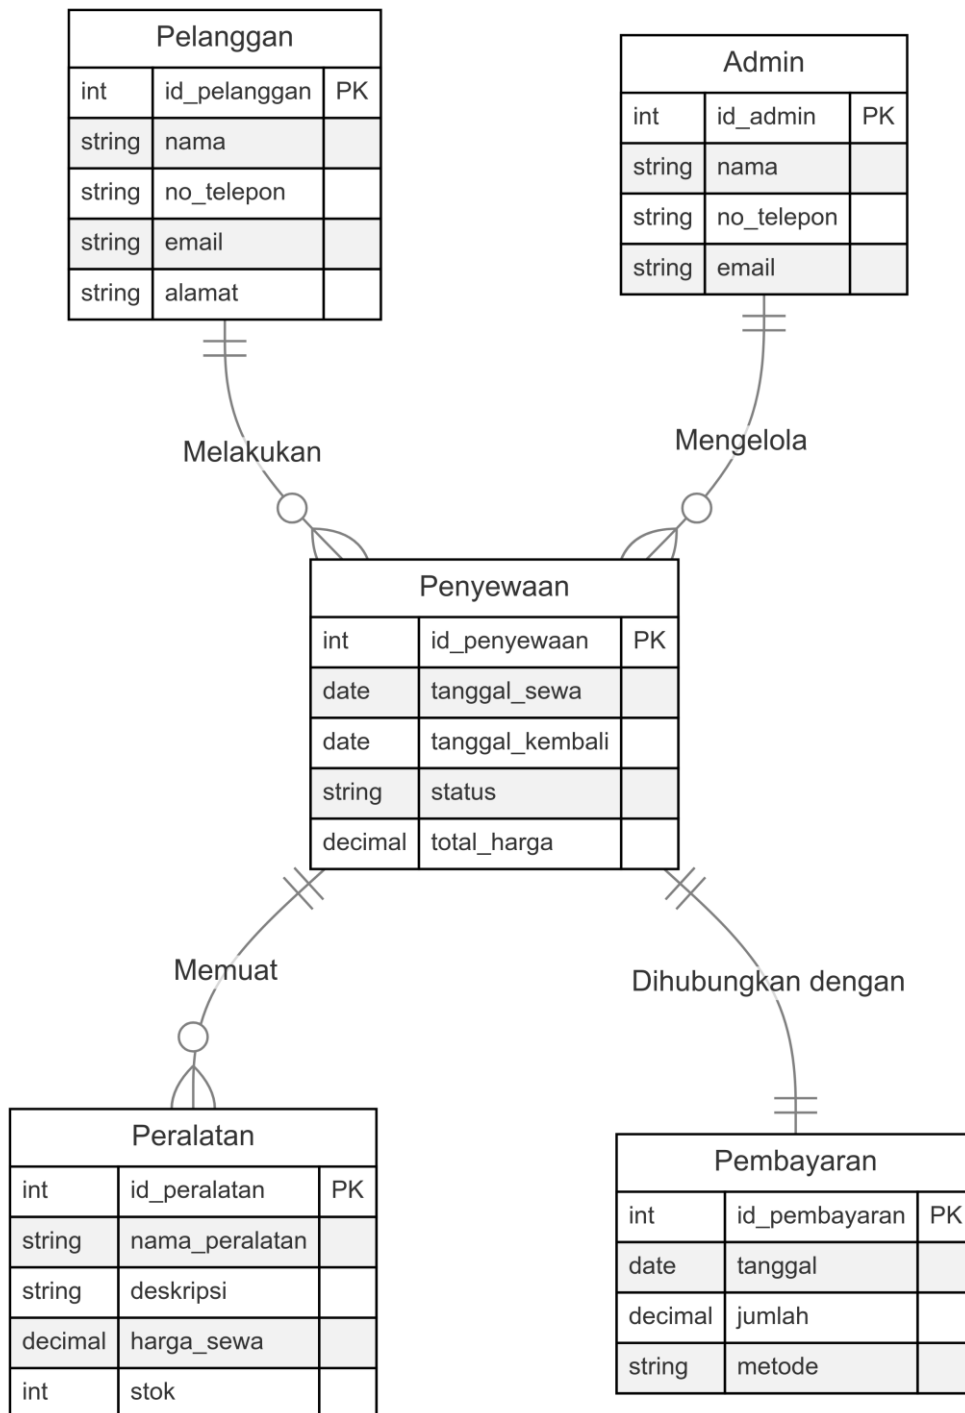 Pelanggan
int id_pelanggan PK
string nama
string no_telepon
string email
string alamat
Admin
int id_admin PK
string nama
string no_telepon
string email
Melakukan
Mengelola
Penyewaan
int id_penyewaan PK
date tanggal_sewa
date tanggal_kembali
string status
decimal total_harga
Memuat
Dihubungkan dengan
Peralatan
int id_peralatan PK
string nama_peralatan
string deskripsi
decimal harga_sewa
int stok
Pembayaran
int id_pembayaran PK
date tanggal
decimal jumlah
string metode